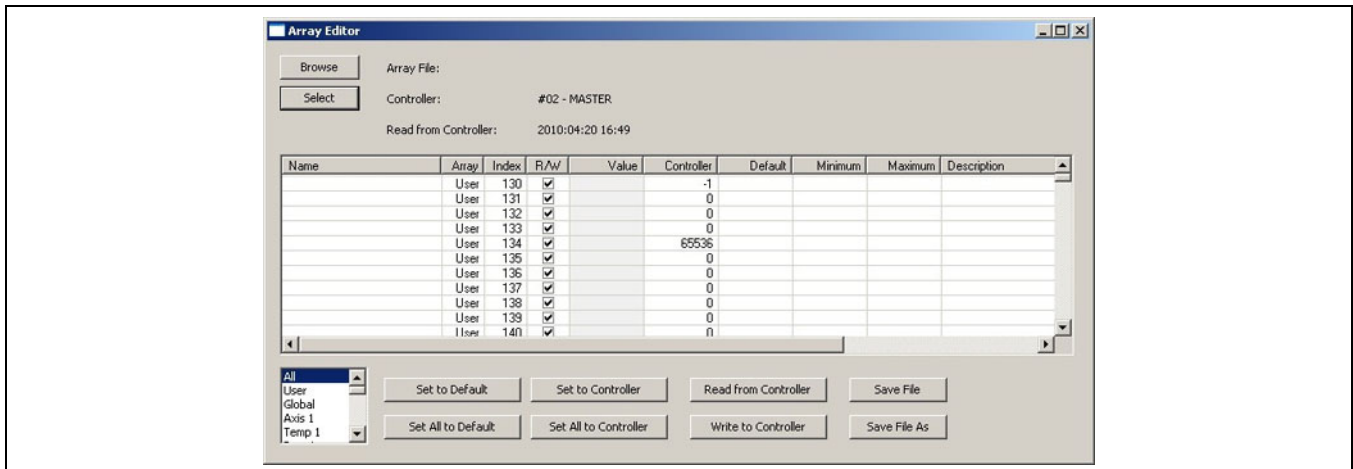 Array Editor
Browse Array File:
Select Controller: #02 - MASTER
Read from Controller: 2010:04:20 16:49
Name Array Index R/W Value Controller Default Minimum Maximum Description
User 130 -1
User 131 0
User 132 0
User 133 0
User 134 65536
User 135 0
User 136 0
User 137 0
User 138 0
User 139 0
User 140 0
All
User
Global
Axis 1
Temp 1
Set to Default Set to Controller Read from Controller Save File
Set All to Default Set All to Controller Write to Controller Save File As